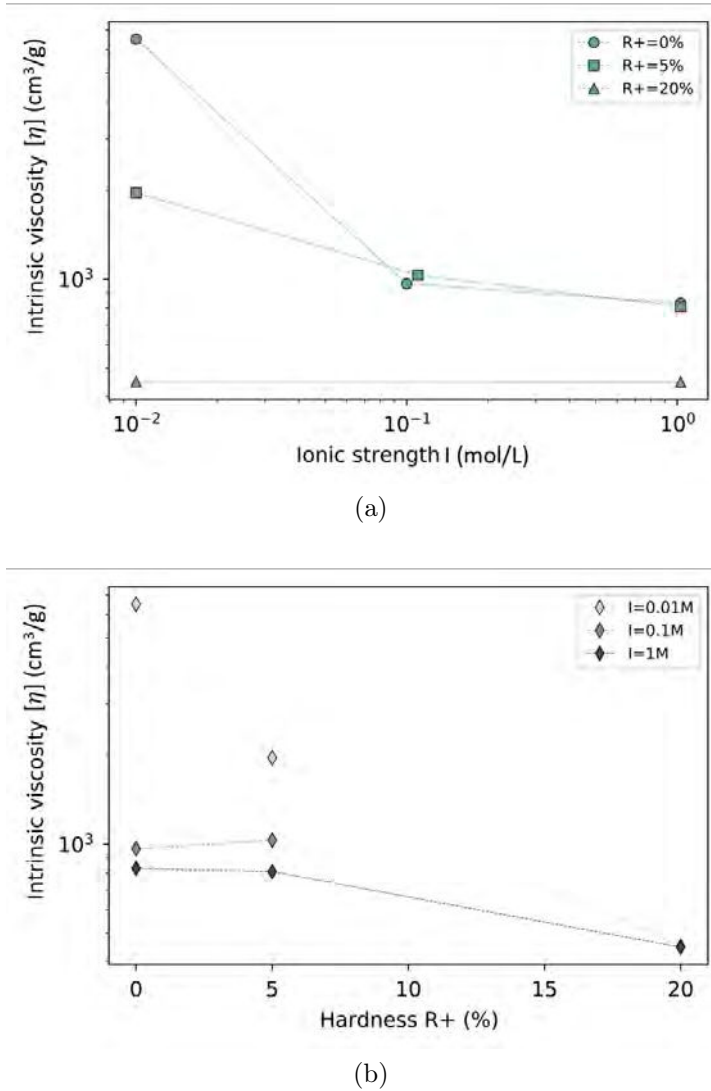 Intrinsic viscosity [η] (cm³/g)
10³
R+=0%
R+=5%
R+=20%
10⁻²
10⁻¹
10⁰
Ionic strength I (mol/L)
(a)
Intrinsic viscosity [η] (cm³/g)
10³
I=0.01M
I=0.1M
I=1M
0
5
10
15
20
Hardness R+ (%)
(b)